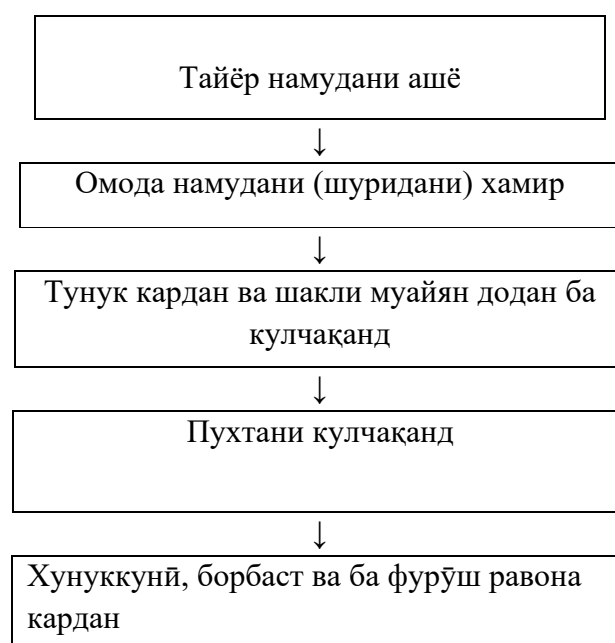 Тайёр намудани ашё
↓
Омода намудани (шуридани) хамир
↓
Тунук кардан ва шакли муайян додан ба
кулчақанд
↓
Пухтани кулчақанд
↓
Хунуккунӣ, борбаст ва ба фурӯш равона
кардан